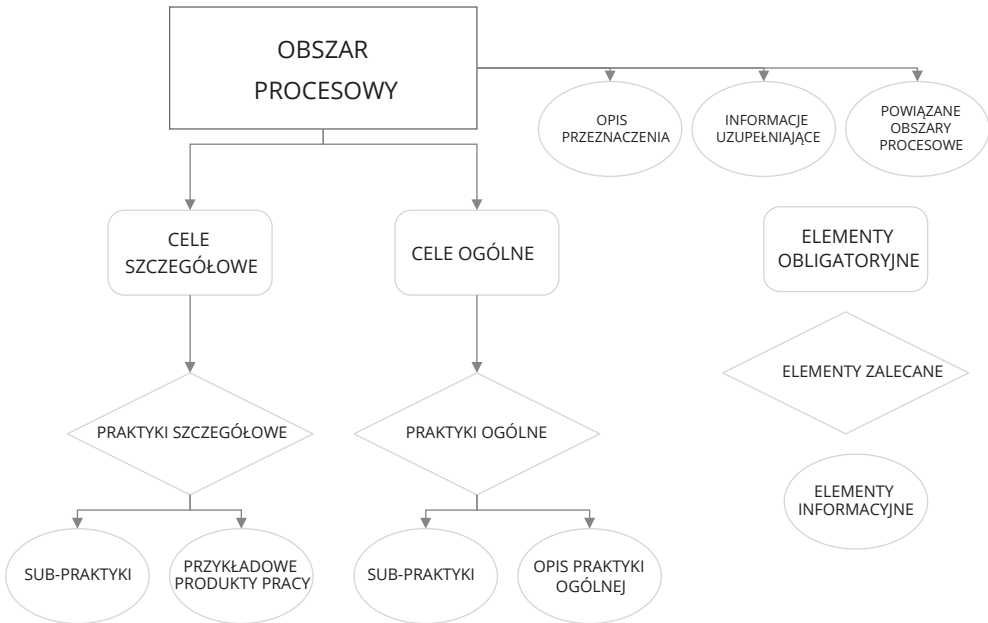 OBSZAR
PROCESOWY
OPIS
PRZEZNACZENIA
INFORMACJE
UZUPEŁNIAJĄCE
POWIĄZANE
OBSZARY
PROCESOWE
CELE
SZCZEGÓŁOWE
CELE OGÓLNE
ELEMENTY
OBLIGATORYJNE
ELEMENTY ZALECANE
PRAKTYKI SZCZEGÓŁOWE
PRAKTYKI OGÓLNE
ELEMENTY
INFORMACYJNE
SUB-PRAKTYKI
PRZYKŁADOWE
PRODUKTY PRACY
SUB-PRAKTYKI
OPIS PRAKTYKI
OGÓLNEJ